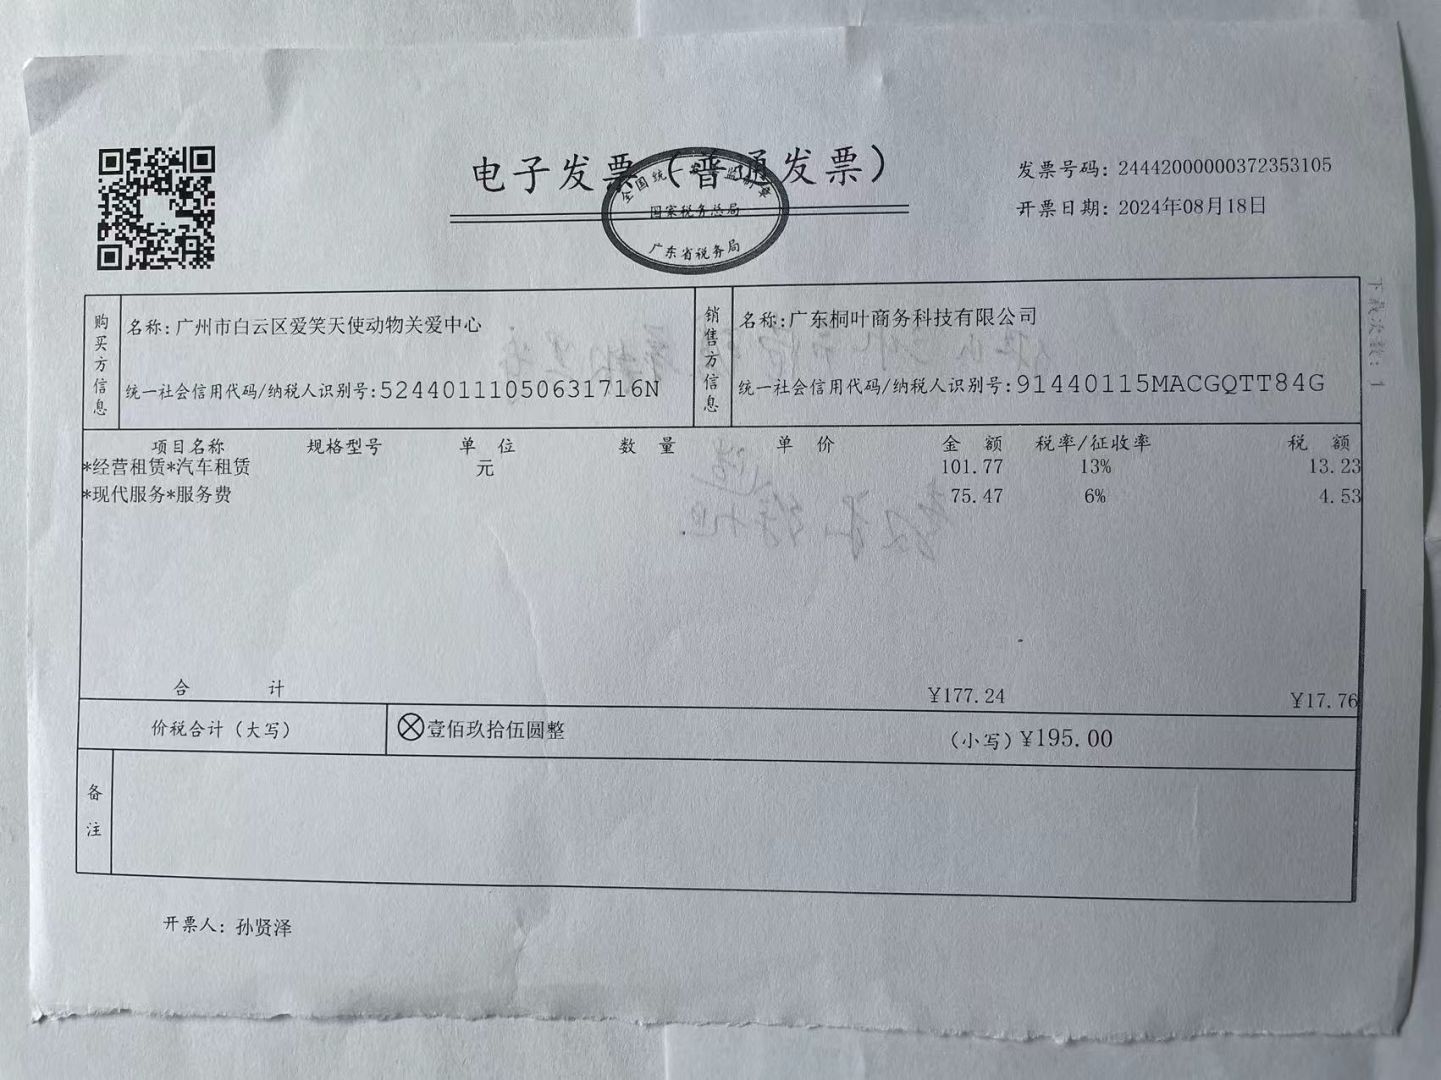 电子发票（普通发票）
全国统一发票监制章
国家税务总局
广东省税务局
发票号码：24442000000372353105
开票日期：2024年08月18日
下载次数：1
购买方信息
名称：广州市白云区爱笑天使动物关爱中心
统一社会信用代码/纳税人识别号：52440111050631716N
销售方信息
名称：广东桐叶商务科技有限公司
统一社会信用代码/纳税人识别号：91440115MACGQTT84G
项目名称 规格型号 单位 数量 单价 金额 税率/征收率 税额
*经营租赁*汽车租赁 元 101.77 13% 13.23
*现代服务*服务费 75.47 6% 4.53
合计 ¥177.24 ¥17.76
价税合计（大写） ⊗壹佰玖拾伍圆整 （小写）¥195.00
备注
开票人：孙贤泽